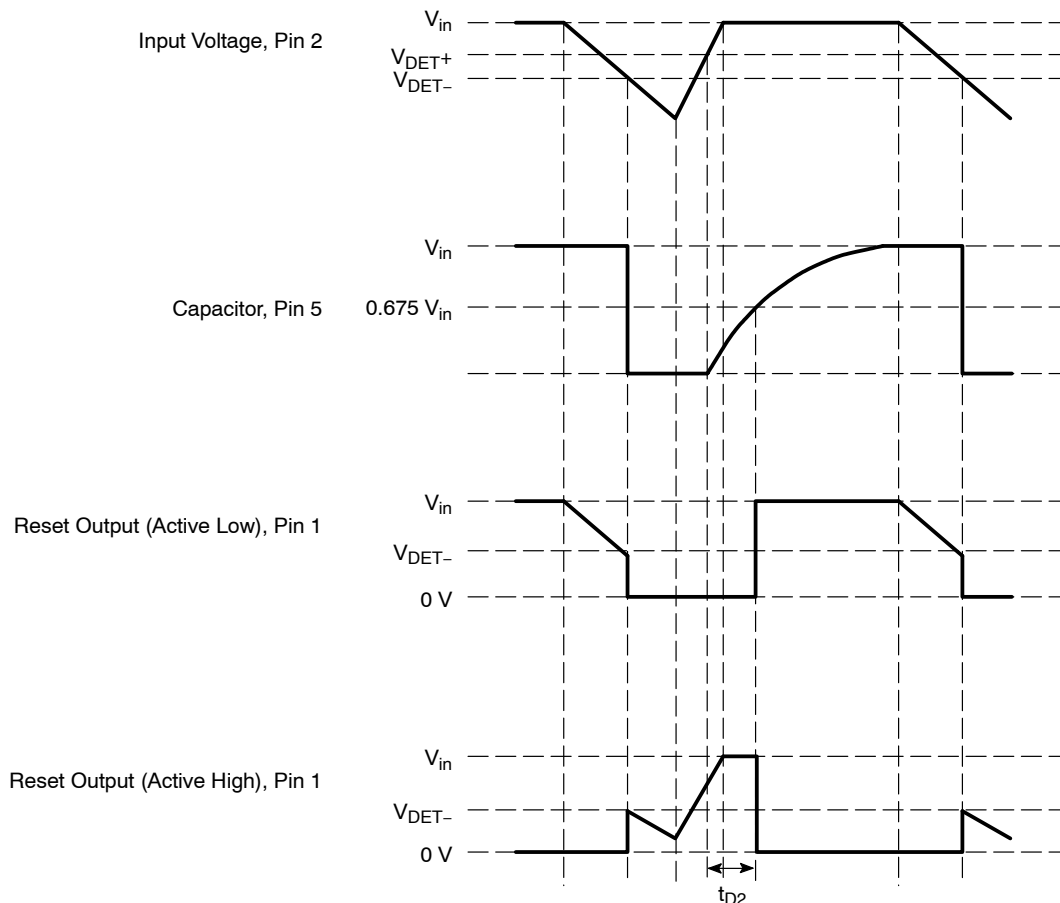 V_in
Input Voltage, Pin 2
V_DET+
V_DET−
V_in
Capacitor, Pin 5
0.675 V_in
V_in
Reset Output (Active Low), Pin 1
V_DET−
0 V
V_in
Reset Output (Active High), Pin 1
V_DET−
0 V
t_D2